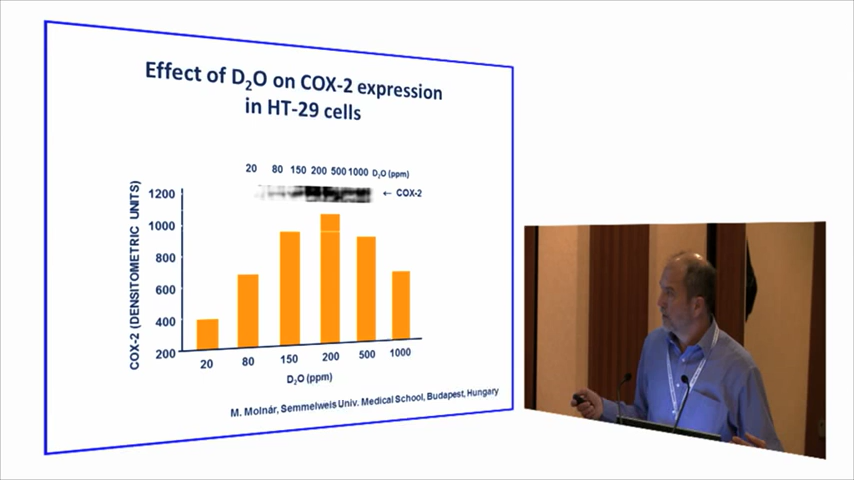 Effect of D₂O on COX-2 expression
in HT-29 cells
20 80 150 200 500 1000 D₂O (ppm)
← COX-2
COX-2 (DENSITOMETRIC UNITS)
1200
1000
800
600
400
200
20 80 150 200 500 1000
D₂O (ppm)
M. Molnár, Semmelweis Univ. Medical School, Budapest, Hungary